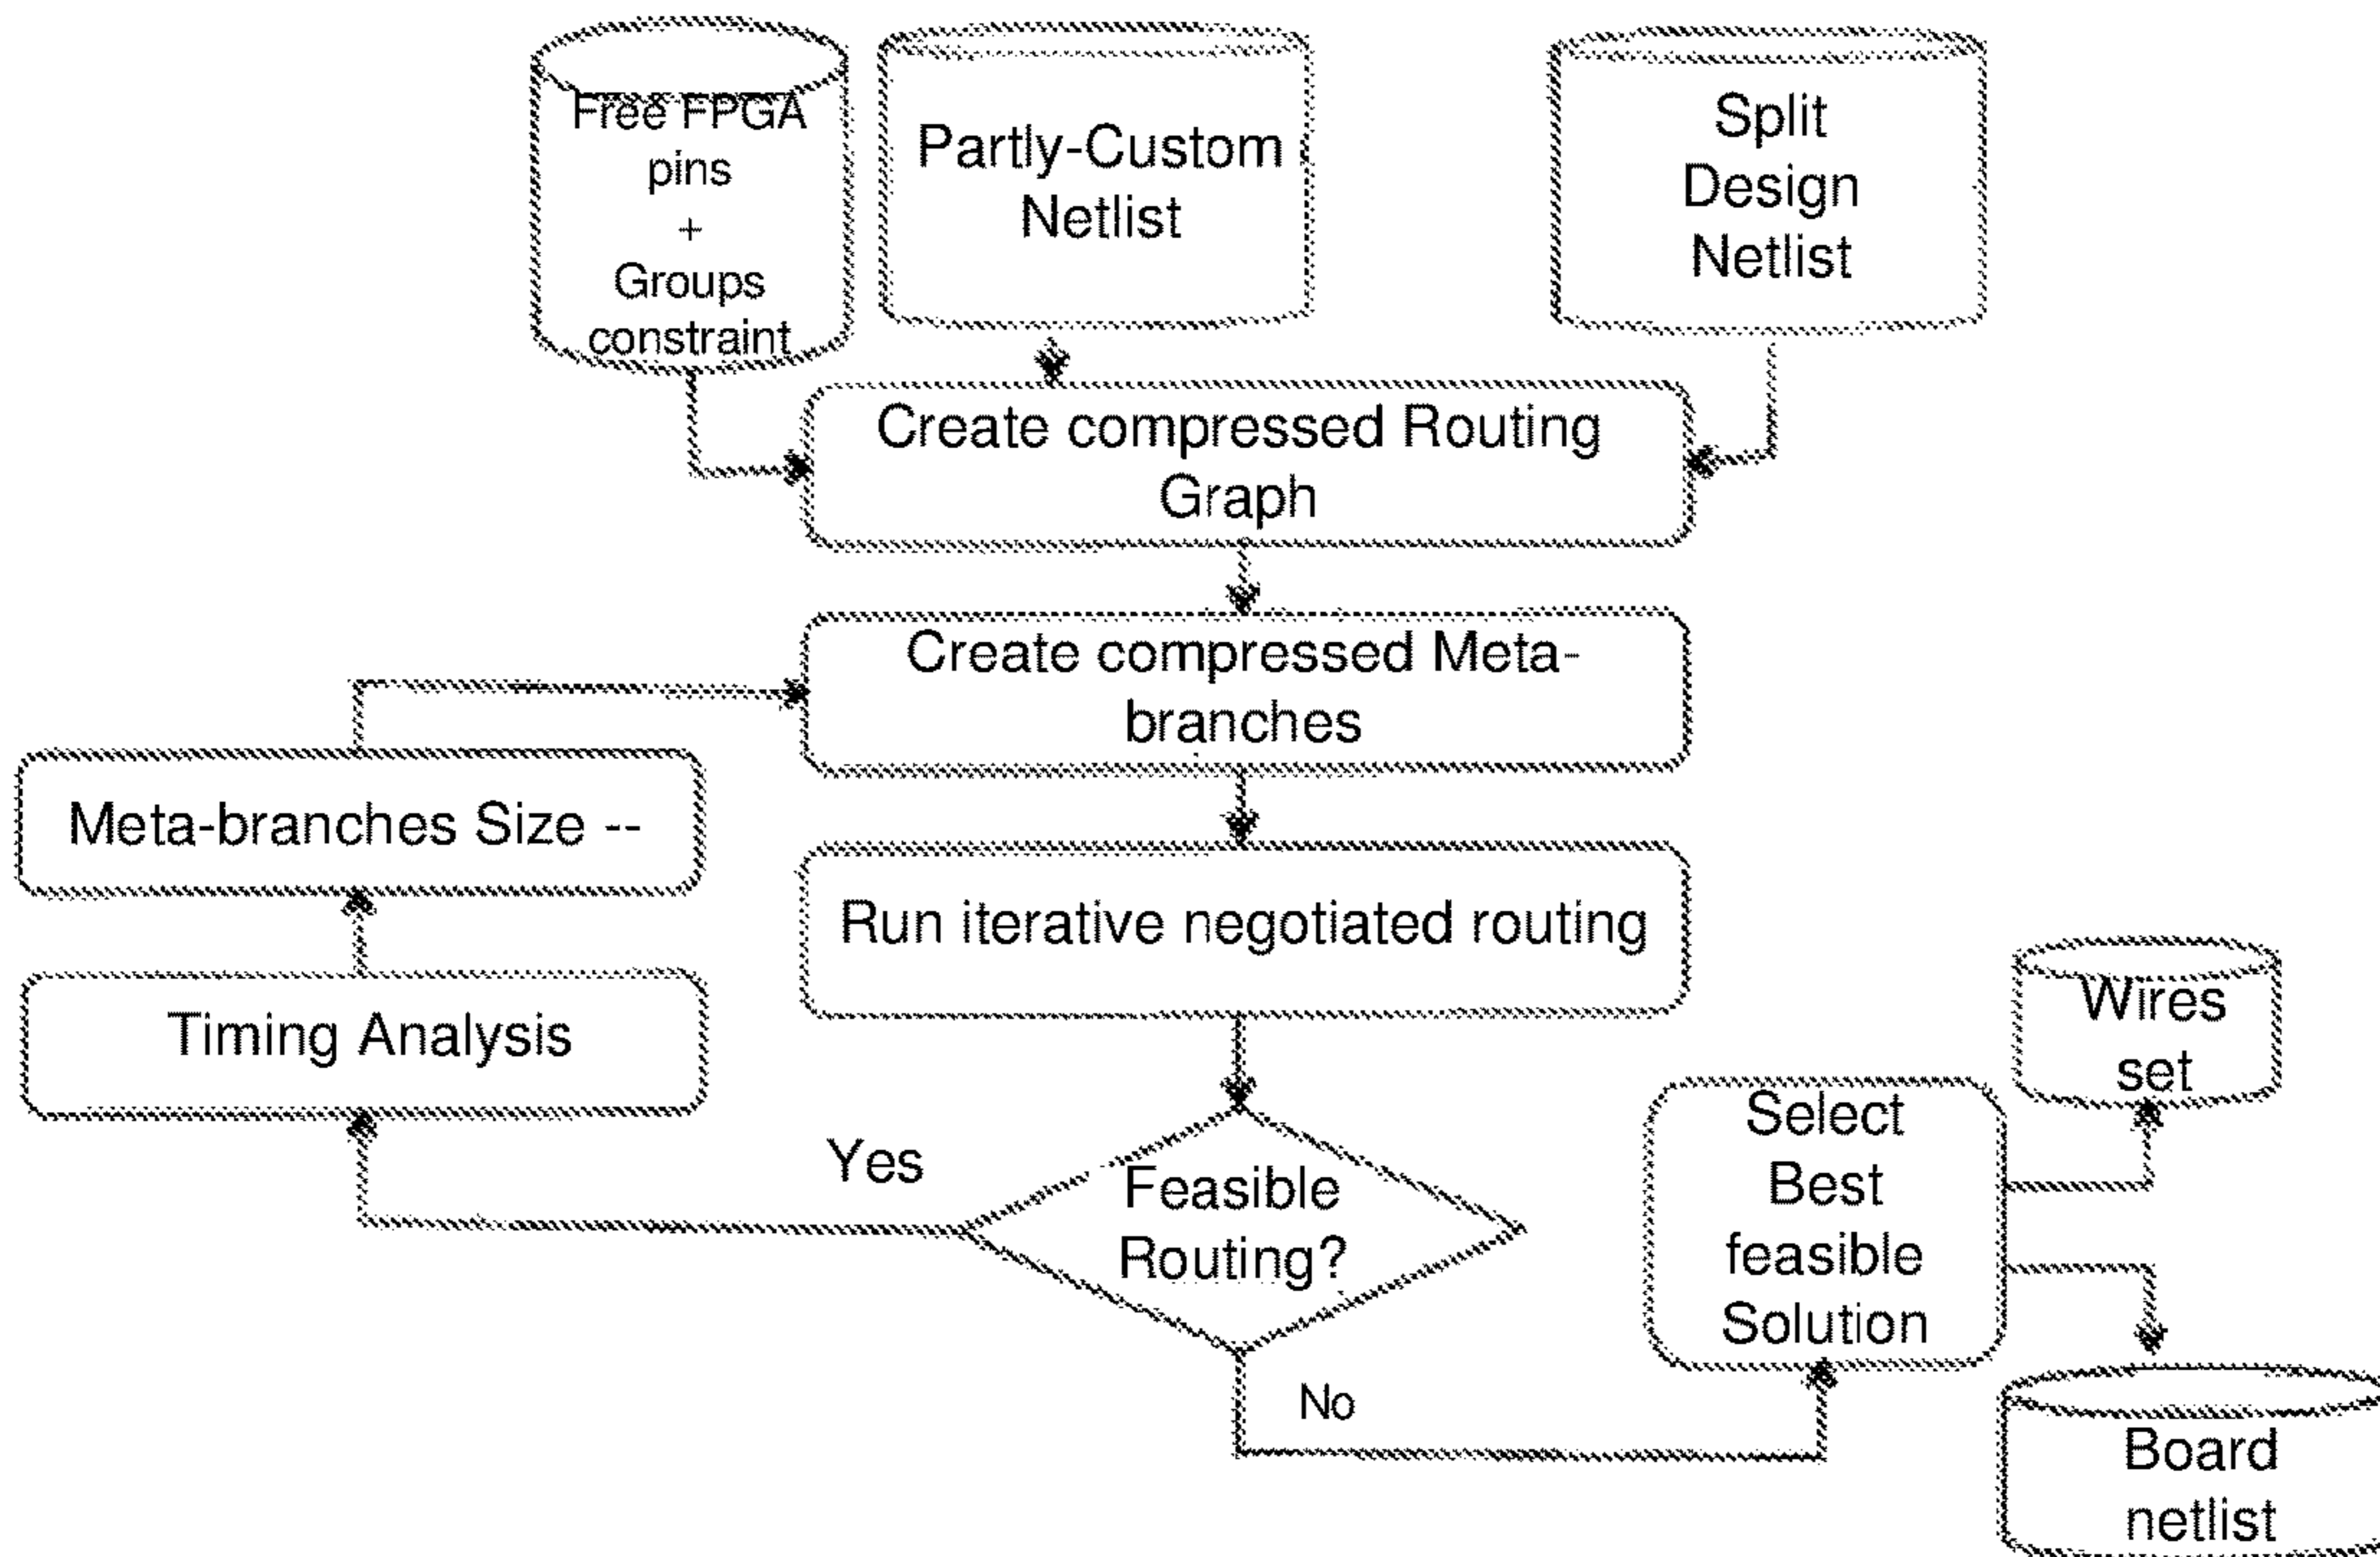 Free FPGA
pins
+
Groups
constraint
Partly-Custom
Netlist
Split
Design
Netlist
Create compressed Routing
Graph
Create compressed Meta-
branches
Meta-branches Size --
Run iterative negotiated routing
Timing Analysis
Yes
Feasible
Routing?
No
Select
Best
feasible
Solution
Wires
set
Board
netlist